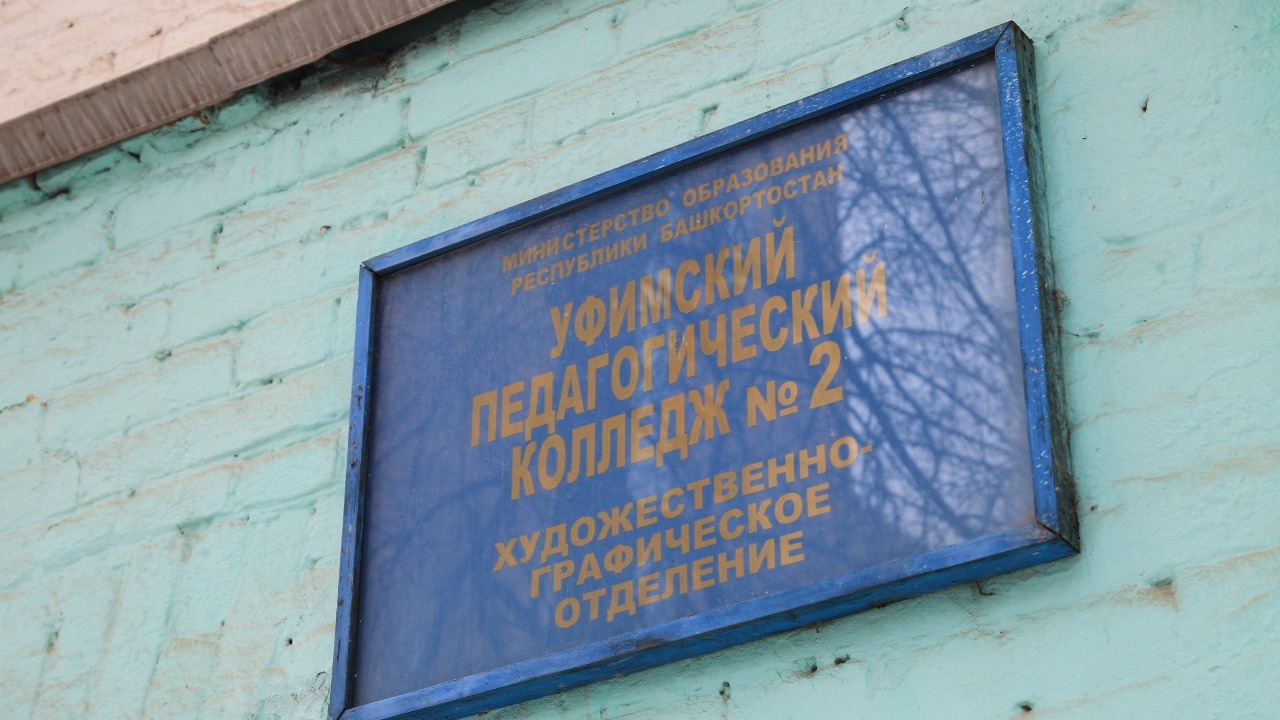 МИНИСТЕРСТВО ОБРАЗОВАНИЯ
РЕСПУБЛИКИ БАШКОРТОСТАН
УФИМСКИЙ
ПЕДАГОГИЧЕСКИЙ
КОЛЛЕДЖ № 2
ХУДОЖЕСТВЕННО-
ГРАФИЧЕСКОЕ
ОТДЕЛЕНИЕ